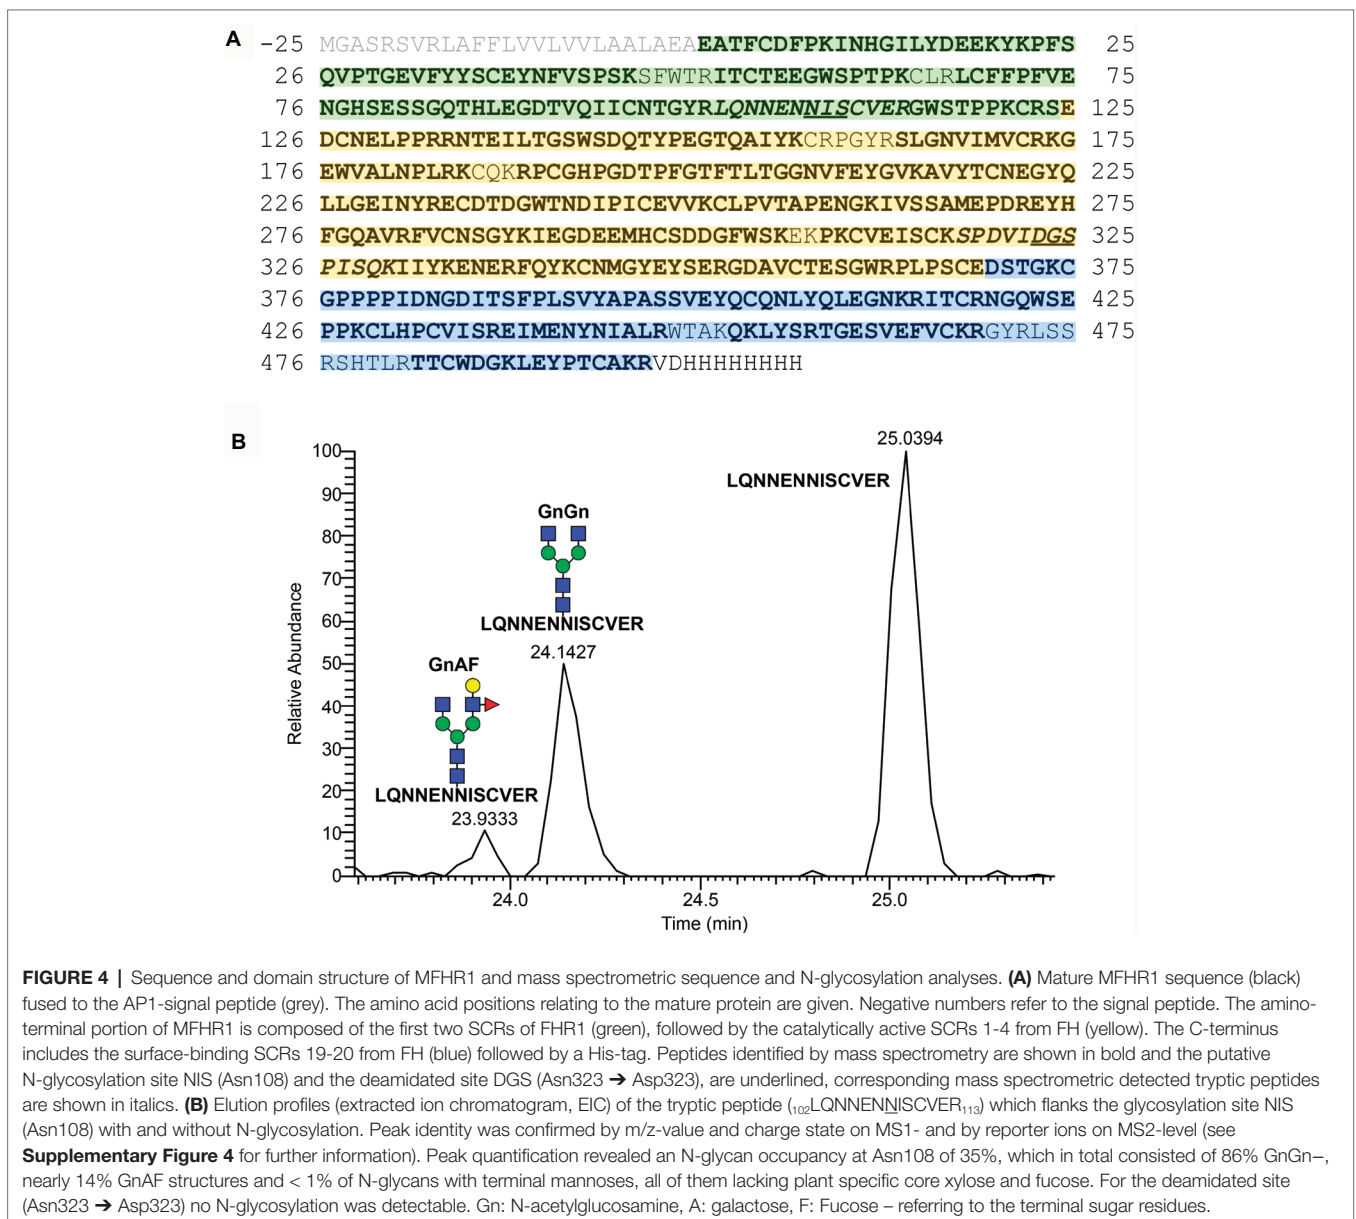 A
-25 MGASRSVRLAFFLVVLVVLAALAEAEATFCDFPKINHGILYDEEKYKPFS 25
26 QVPTGEVFYYSCEYNFVSPSKSFWTRITCTEEGWSPTPKCLRLCFFPFVE 75
76 NGHSESSGQTHLEGDTVQIICNTGYRLQNNENNISCVERGWSTPPKCRSE 125
126 DCNELPPRRNTEILTGSWSDQTYPEGTQAIYKCRPGYRSLGNVIMVCRKG 175
176 EWVALNPLRKCQKRPCGHPGDTPFGTFTLTGGNVFEYGVKAVYTCNEGYQ 225
226 LLGEINYRECDTDGWTNDIPICEVVKCLPVTAPENGKIVSSAMEPDREYH 275
276 FGQAVRFVCNSGYKIEGDEEMHCSDDGFWSKEKPKCVEISCKSPDVIDGS 325
326 PISQKIIYKENERFQYKCNMGYEYSERGDAVCTESGWRPLPSCEDSTGKC 375
376 GPPPPIDNGDITSFPLSVYAPASSVEYQCQNLYQLEGNKRITCRNGQWSE 425
426 PPKCLHPCVISREIMENYNIALRWTAKQKLYSRTGESVEFVCKRGYRLSS 475
476 RSHTLRTTCWDGKLEYPTCAKRVDHHHHHHHH
B
100
90
80
70
60
50
40
30
20
10
0
Relative Abundance
25.0394
LQNNENNISCVER
GnGn
LQNNENNISCVER
24.1427
GnAF
LQNNENNISCVER
23.9333
24.0 24.5 25.0
Time (min)
FIGURE 4 | Sequence and domain structure of MFHR1 and mass spectrometric sequence and N-glycosylation analyses. (A) Mature MFHR1 sequence (black)
fused to the AP1-signal peptide (grey). The amino acid positions relating to the mature protein are given. Negative numbers refer to the signal peptide. The amino-
terminal portion of MFHR1 is composed of the first two SCRs of FHR1 (green), followed by the catalytically active SCRs 1-4 from FH (yellow). The C-terminus
includes the surface-binding SCRs 19-20 from FH (blue) followed by a His-tag. Peptides identified by mass spectrometry are shown in bold and the putative
N-glycosylation site NIS (Asn108) and the deamidated site DGS (Asn323 ➔ Asp323), are underlined, corresponding mass spectrometric detected tryptic peptides
are shown in italics. (B) Elution profiles (extracted ion chromatogram, EIC) of the tryptic peptide (₁₀₂LQNNENNISCVER₁₁₃) which flanks the glycosylation site NIS
(Asn108) with and without N-glycosylation. Peak identity was confirmed by m/z-value and charge state on MS1- and by reporter ions on MS2-level (see
Supplementary Figure 4 for further information). Peak quantification revealed an N-glycan occupancy at Asn108 of 35%, which in total consisted of 86% GnGn–,
nearly 14% GnAF structures and < 1% of N-glycans with terminal mannoses, all of them lacking plant specific core xylose and fucose. For the deamidated site
(Asn323 ➔ Asp323) no N-glycosylation was detectable. Gn: N-acetylglucosamine, A: galactose, F: Fucose – referring to the terminal sugar residues.